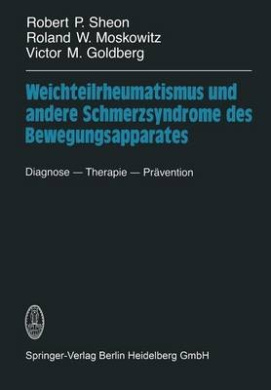 Robert P. Sheon
Roland W. Moskowitz
Victor M. Goldberg
Weichteilrheumatismus und
andere Schmerzsyndrome des
Bewegungsapparates
Diagnose — Therapie — Prävention
Springer-Verlag Berlin Heidelberg GmbH